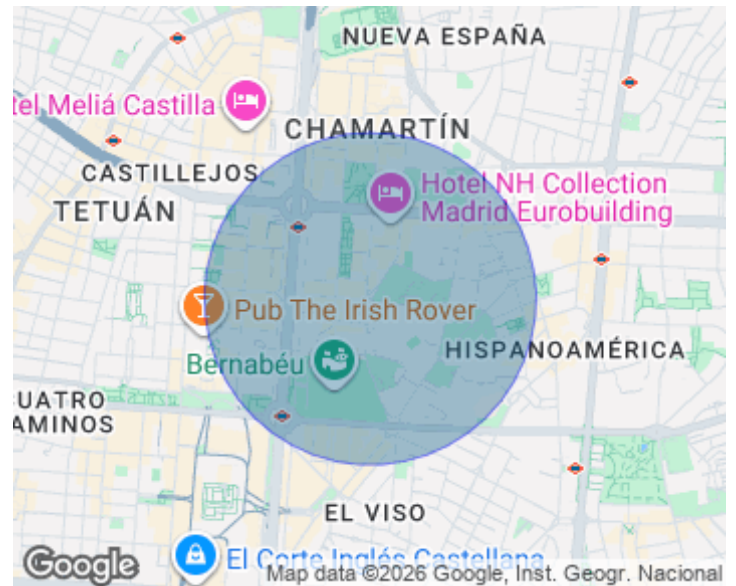 NUEVA ESPAÑA
tel Meliá Castilla
CHAMARTÍN
CASTILLEJOS
Hotel NH Collection
Madrid Eurobuilding
TETUÁN
Pub The Irish Rover
HISPANOAMÉRICA
Bernabéu
UATRO
AMINOS
EL VISO
El Corte Inglés Castellana
Google
Map data ©2026 Google, Inst. Geogr. Nacional